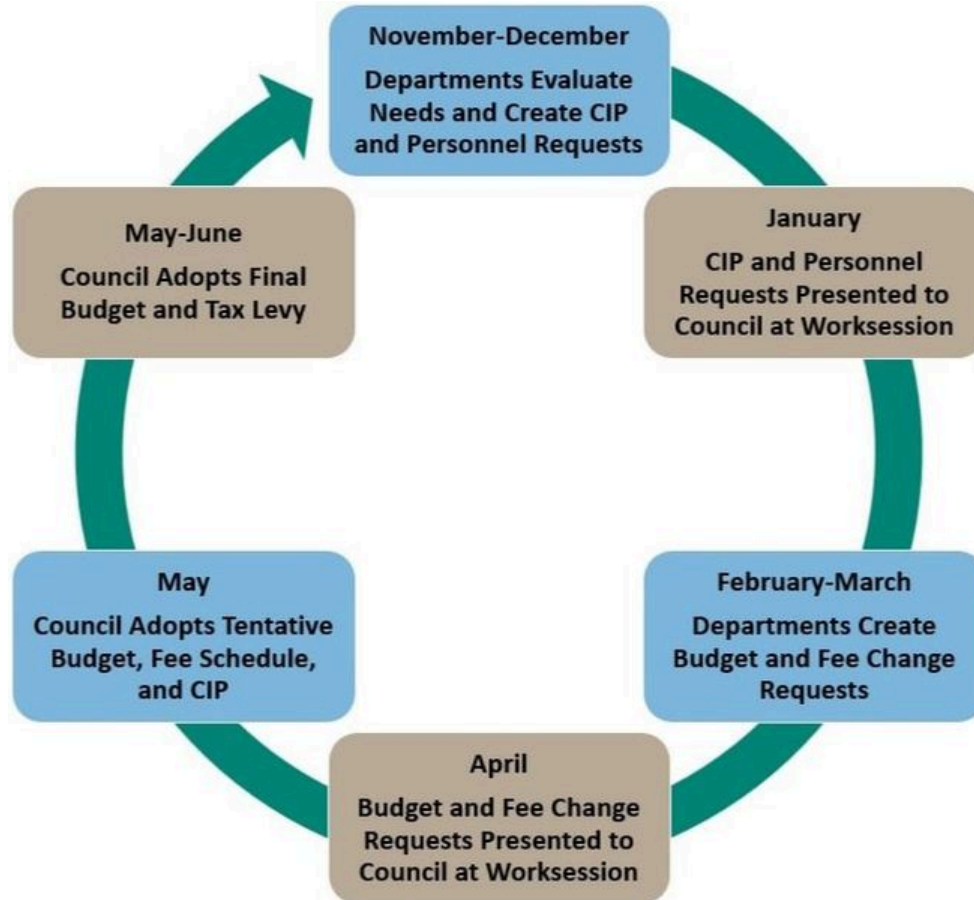 November-December
Departments Evaluate
Needs and Create CIP
and Personnel Requests
January
CIP and Personnel
Requests Presented to
Council at Worksession
February-March
Departments Create
Budget and Fee Change
Requests
April
Budget and Fee Change
Requests Presented to
Council at Worksession
May
Council Adopts Tentative
Budget, Fee Schedule,
and CIP
May-June
Council Adopts Final
Budget and Tax Levy